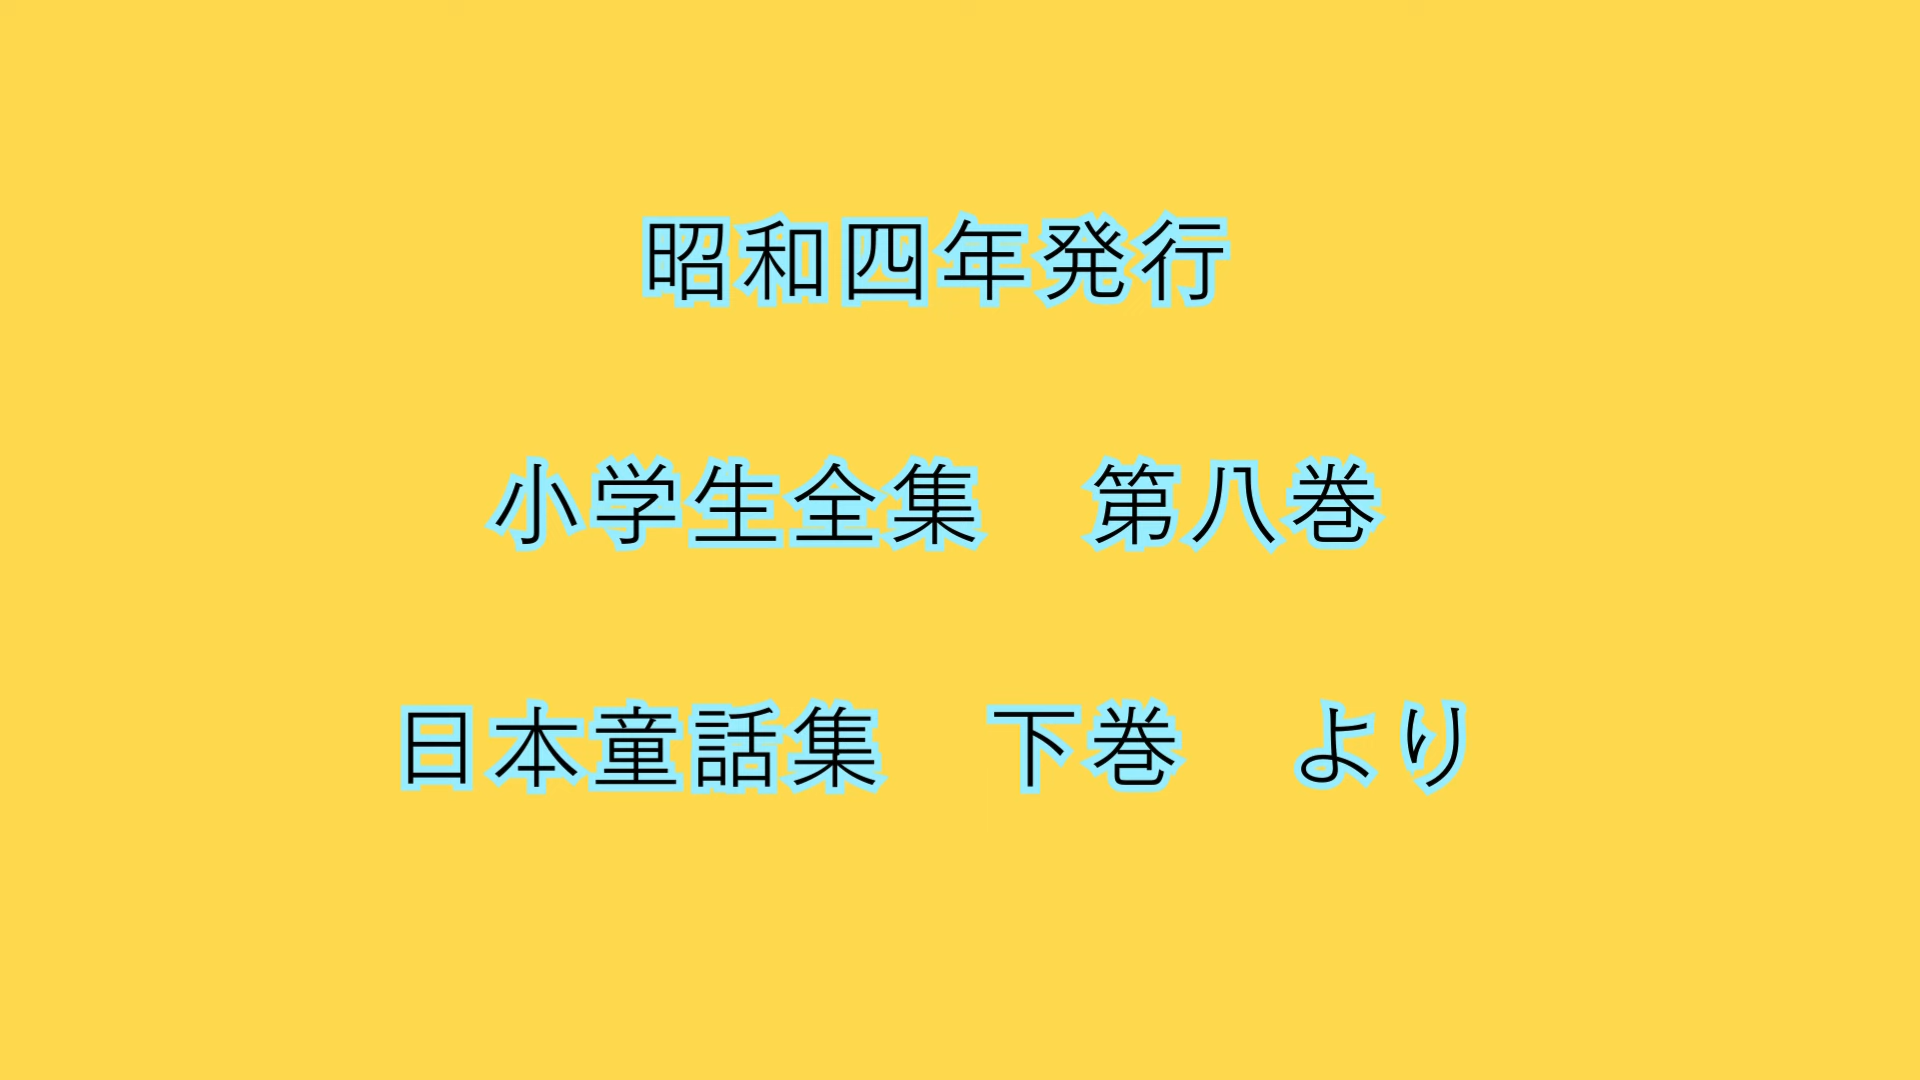 昭和四年発行
小学生全集　第八巻
日本童話集　下巻　より